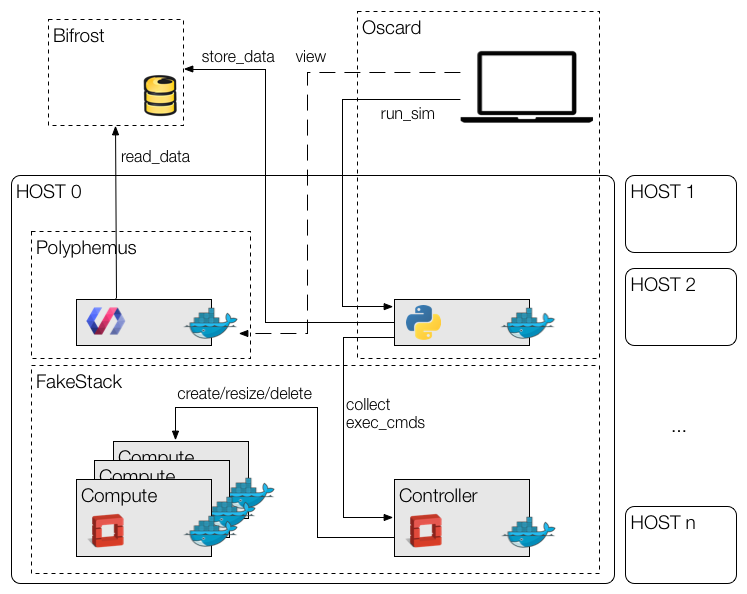 Bifrost
Oscard
store_data
view
run_sim
read_data
HOST 0
HOST 1
Polyphemus
HOST 2
FakeStack
create/resize/delete
collect
exec_cmds
...
Compute
Compute
Compute
Controller
HOST n